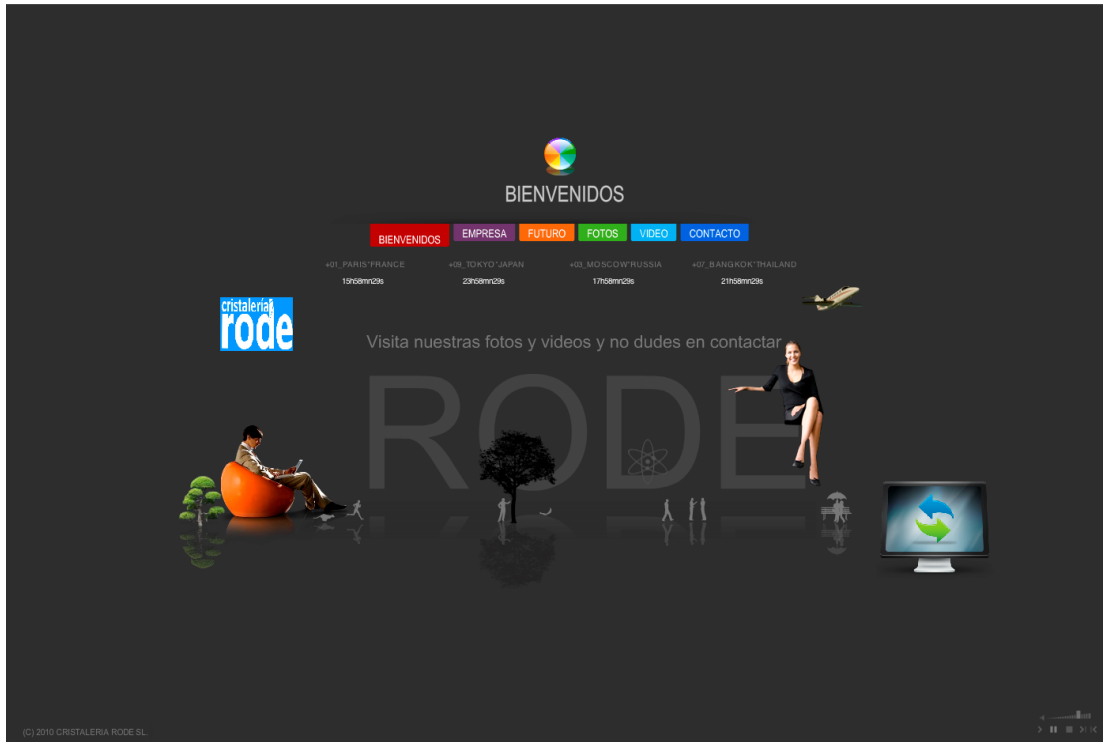 BIENVENIDOS
BIENVENIDOS EMPRESA FUTURO FOTOS VIDEO CONTACTO
+01_PARIS*FRANCE +09_TOKYO*JAPAN +03_MOSCOW*RUSSIA +07_BANGKOK*THAILAND
15h58mn29s 23h58mn29s 17h58mn29s 21h58mn29s
cristalería
rode
Visita nuestras fotos y videos y no dudes en contactar
RODE
(C) 2010 CRISTALERIA RODE SL.